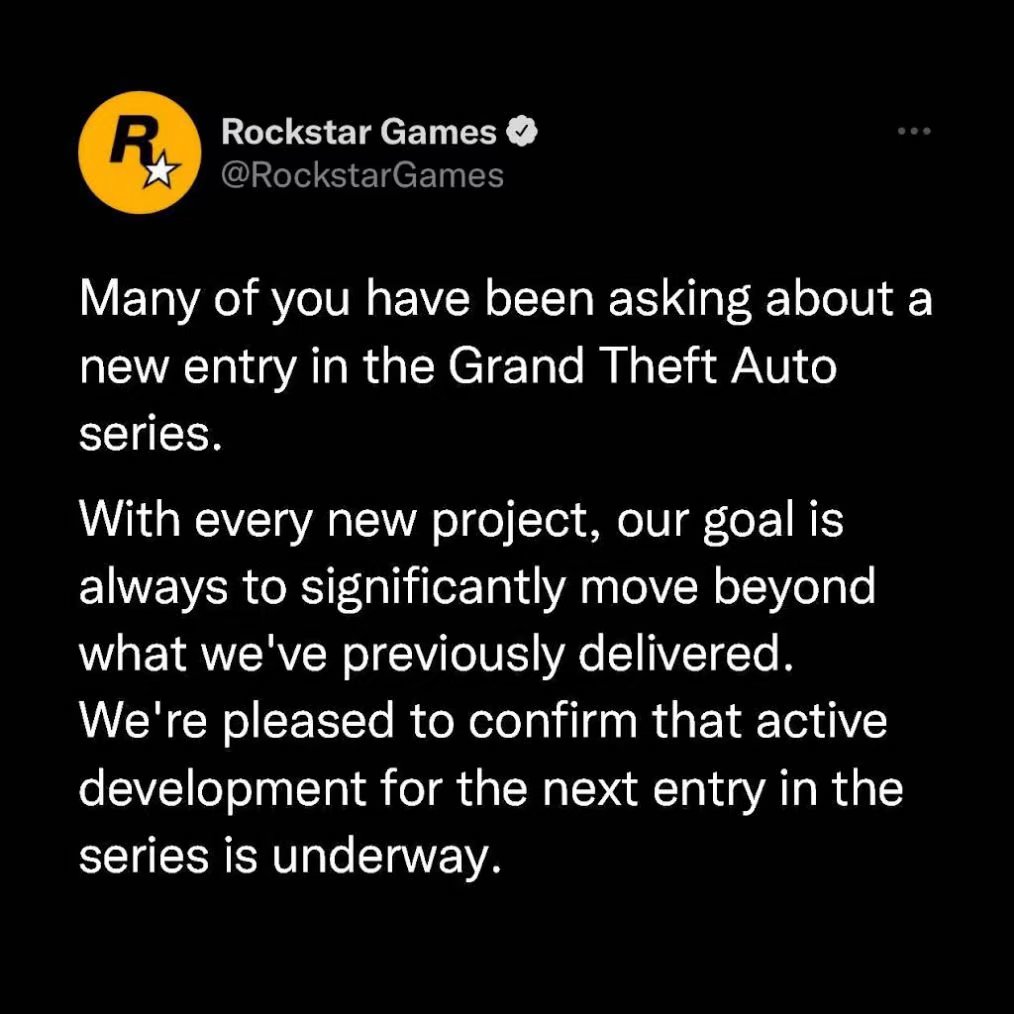 R
Rockstar Games
@RockstarGames
Many of you have been asking about a
new entry in the Grand Theft Auto
series.
With every new project, our goal is
always to significantly move beyond
what we've previously delivered.
We're pleased to confirm that active
development for the next entry in the
series is underway.